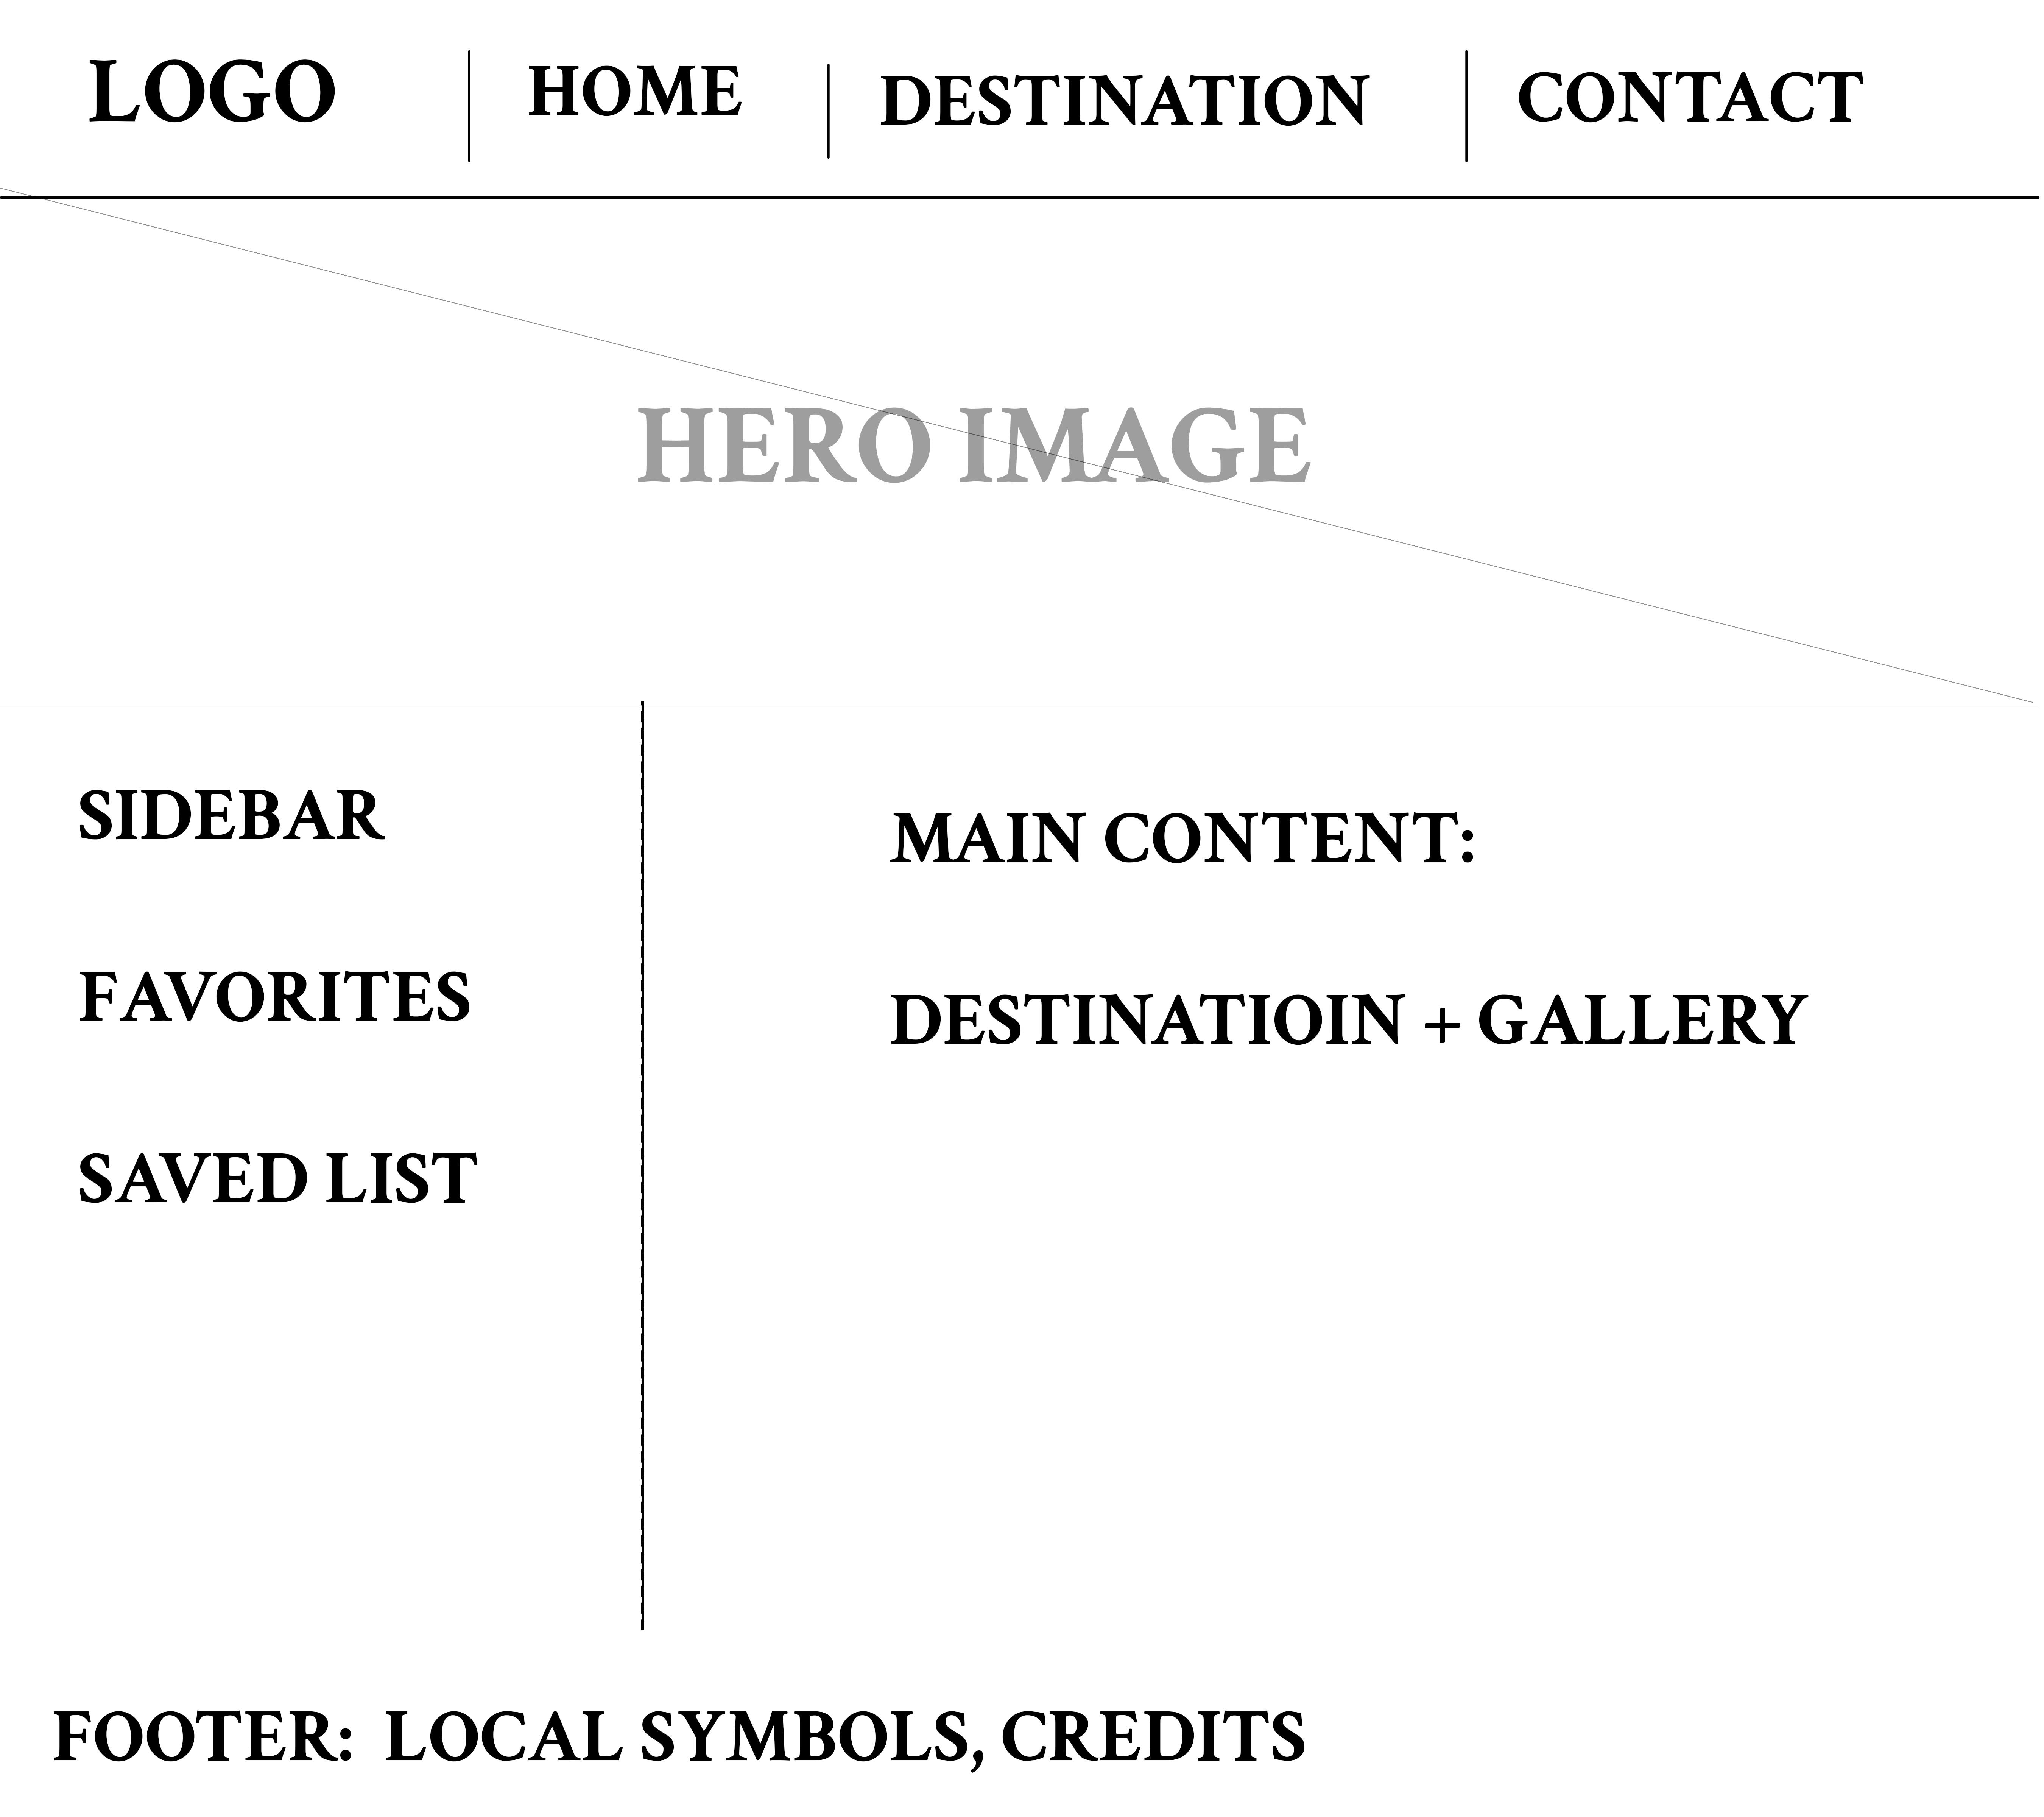 LOGO
HOME
DESTINATION
CONTACT
HERO IMAGE
SIDEBAR
FAVORITES
SAVED LIST
MAIN CONTENT:
DESTINATIOIN + GALLERY
FOOTER: LOCAL SYMBOLS, CREDITS